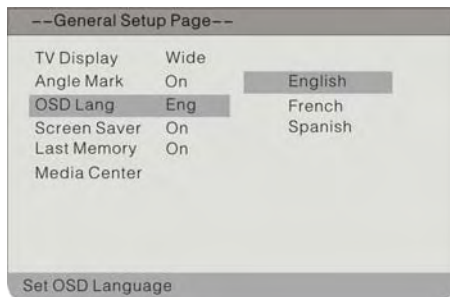 --General Setup Page--
TV Display Wide
Angle Mark On English
OSD Lang Eng French
Screen Saver On Spanish
Last Memory On
Media Center
Set OSD Language